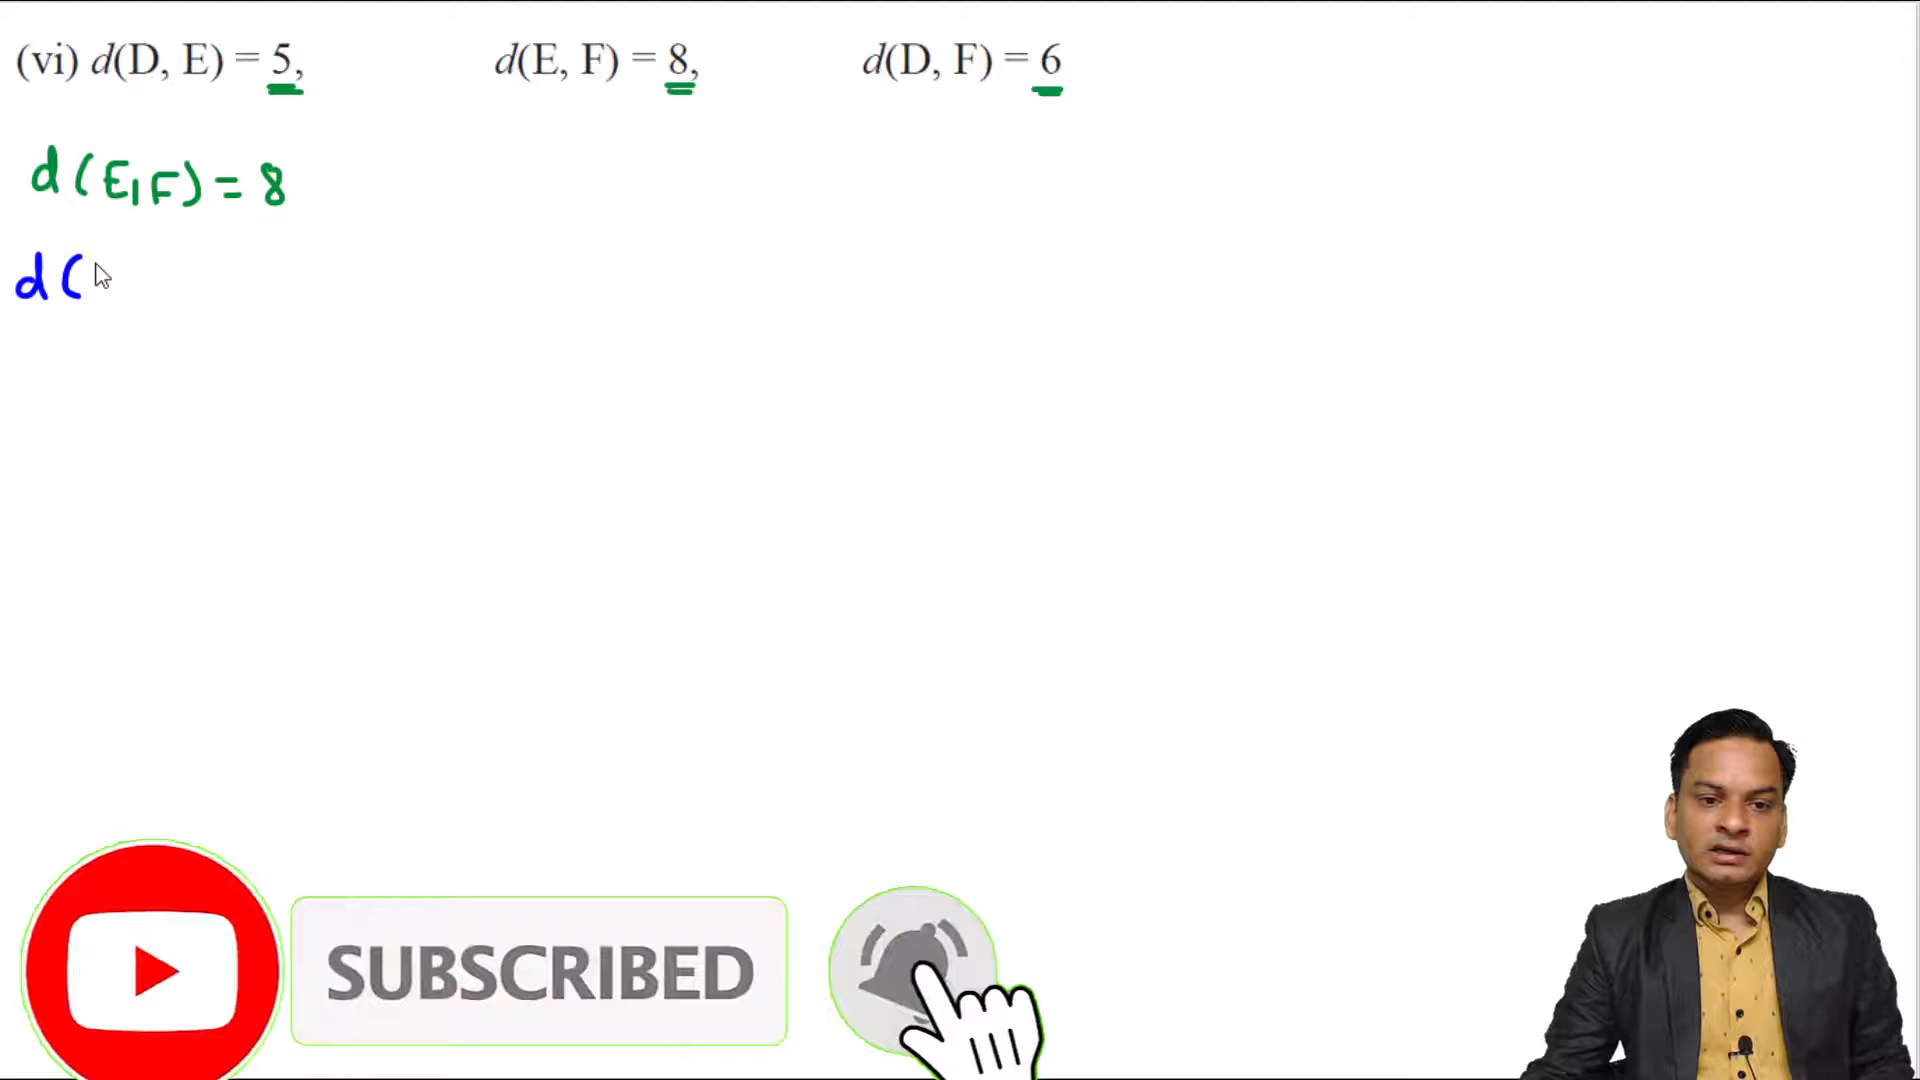 (vi) d(D, E) = 5, d(E, F) = 8, d(D, F) = 6
d(E, F) = 8
d(
SUBSCRIBED